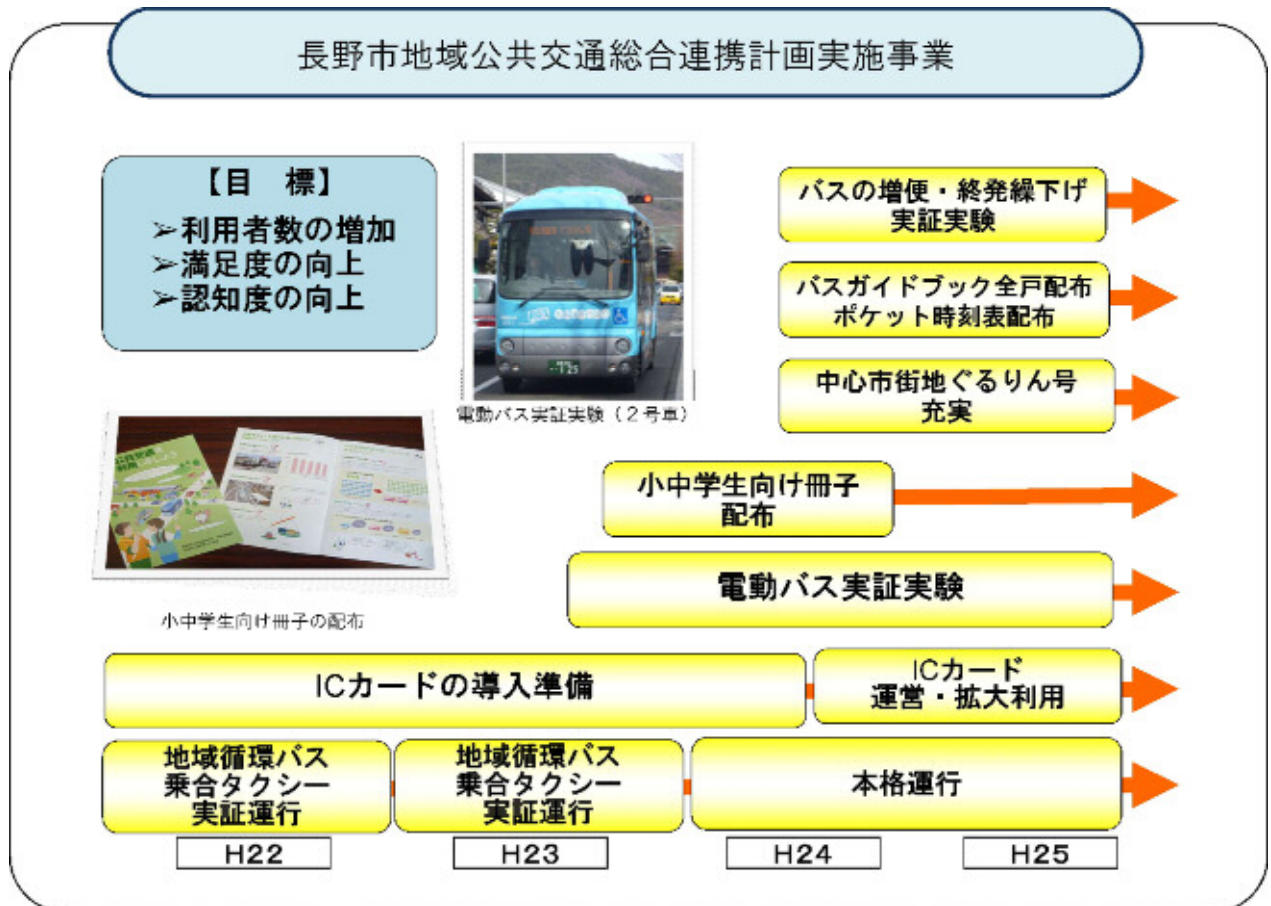 長野市地域公共交通総合連携計画実施事業
【目　標】
➢利用者数の増加
➢満足度の向上
➢認知度の向上
電動バス実証実験（２号車）
小中学生向け冊子の配布
バスの増便・終発繰下げ
実証実験
バスガイドブック全戸配布
ポケット時刻表配布
中心市街地ぐるりん号
充実
小中学生向け冊子
配布
電動バス実証実験
ICカードの導入準備
ICカード
運営・拡大利用
地域循環バス
乗合タクシー
実証運行
地域循環バス
乗合タクシー
実証運行
本格運行
H22
H23
H24
H25